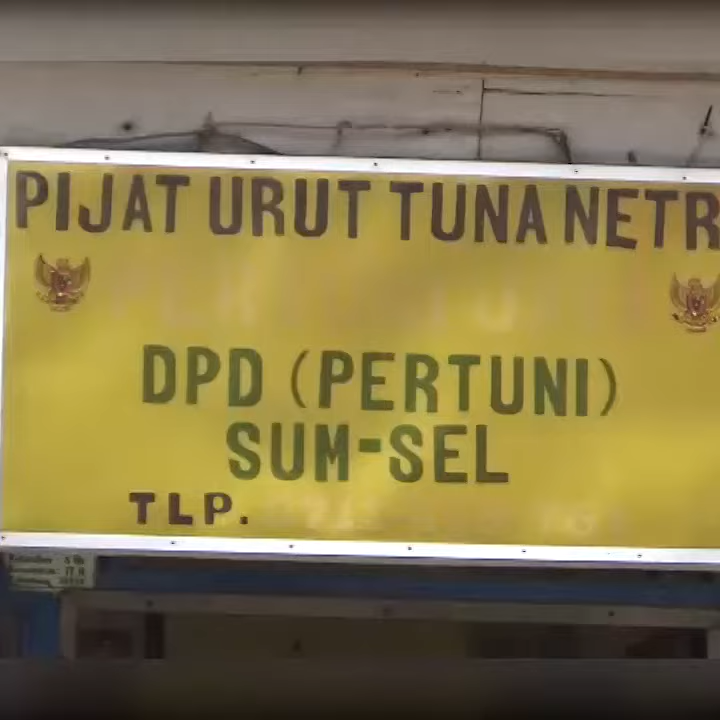 PIJAT URUT TUNA NETR
DPD (PERTUNI)
SUM-SEL
TLP.